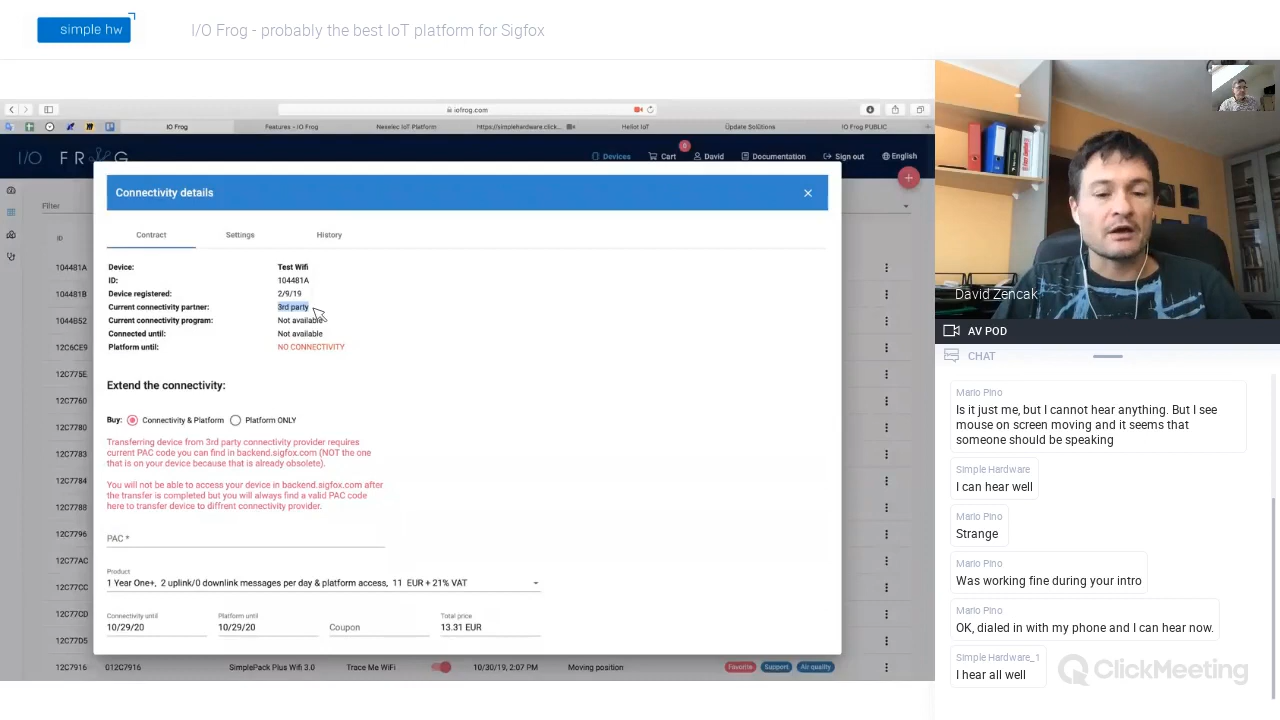 simple hw
I/O Frog - probably the best IoT platform for Sigfox
iofrog.com
IO Frog
Features - IO Frog
Neselec IoT Platform
https://simplehardware.click...
Hello! IoT
Update Solutions
IO Frog PUBLIC
I/O FROG
Devices
Cart
0
David
Documentation
Sign out
English
Filter
ID
104481A
104481B
1044B52
12C6CE9
12C775E
12C7760
12C7780
12C7783
12C7784
12C7788
12C7796
12C77AC
12C77CC
12C77CD
12C77D5
12C7916 012C7916 SimplePack Plus Wifi 3.0 Trace Me WiFi 10/30/19, 2:07 PM Moving position Favorite Support Air quality
Connectivity details
Contract Settings History
Device: Test Wifi
ID: 104481A
Device registered: 2/9/19
Current connectivity partner: 3rd party
Current connectivity program: Not available
Connected until: Not available
Platform until: NO CONNECTIVITY
Extend the connectivity:
Buy: Connectivity & Platform Platform ONLY
Transferring device from 3rd party connectivity provider requires
current PAC code you can find in backend.sigfox.com (NOT the one
that is on your device because that is already obsolete).
You will not be able to access your device in backend.sigfox.com after
the transfer is completed but you will always find a valid PAC code
here to transfer device to diffrent connectivity provider.
PAC *
Product
1 Year One+, 2 uplink/0 downlink messages per day & platform access, 11 EUR + 21% VAT
Connectivity until Platform until Total price
10/29/20 10/29/20 Coupon 13.31 EUR
David Zencak
AV POD
CHAT
Mario Pino
Is it just me, but I cannot hear anything. But I see
mouse on screen moving and it seems that
someone should be speaking
Simple Hardware
I can hear well
Mario Pino
Strange
Mario Pino
Was working fine during your intro
Mario Pino
OK, dialed in with my phone and I can hear now.
Simple Hardware_1
I hear all well
ClickMeeting